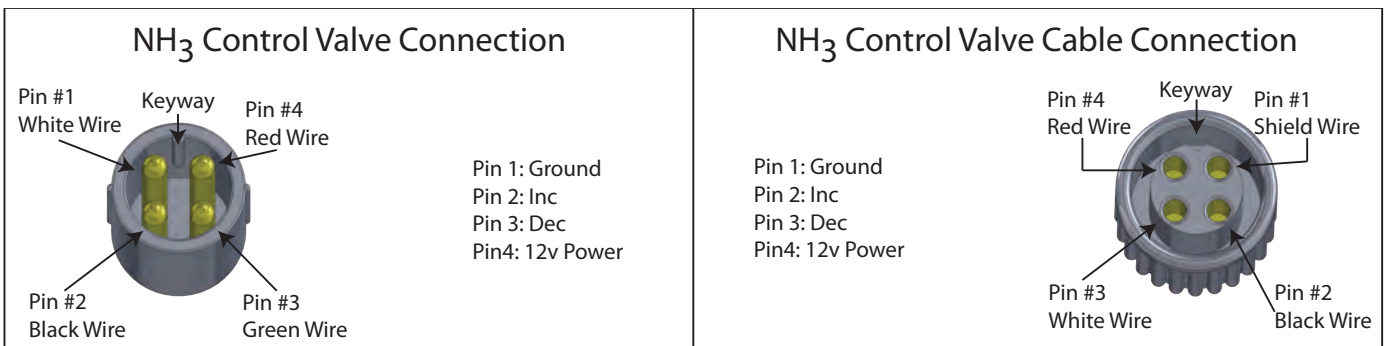 NH3 Control Valve Connection
Pin #1
White Wire
Keyway
Pin #4
Red Wire
Pin 1: Ground
Pin 2: Inc
Pin 3: Dec
Pin4: 12v Power
Pin #2
Black Wire
Pin #3
Green Wire
NH3 Control Valve Cable Connection
Pin 1: Ground
Pin 2: Inc
Pin 3: Dec
Pin4: 12v Power
Pin #4
Red Wire
Keyway
Pin #1
Shield Wire
Pin #3
White Wire
Pin #2
Black Wire